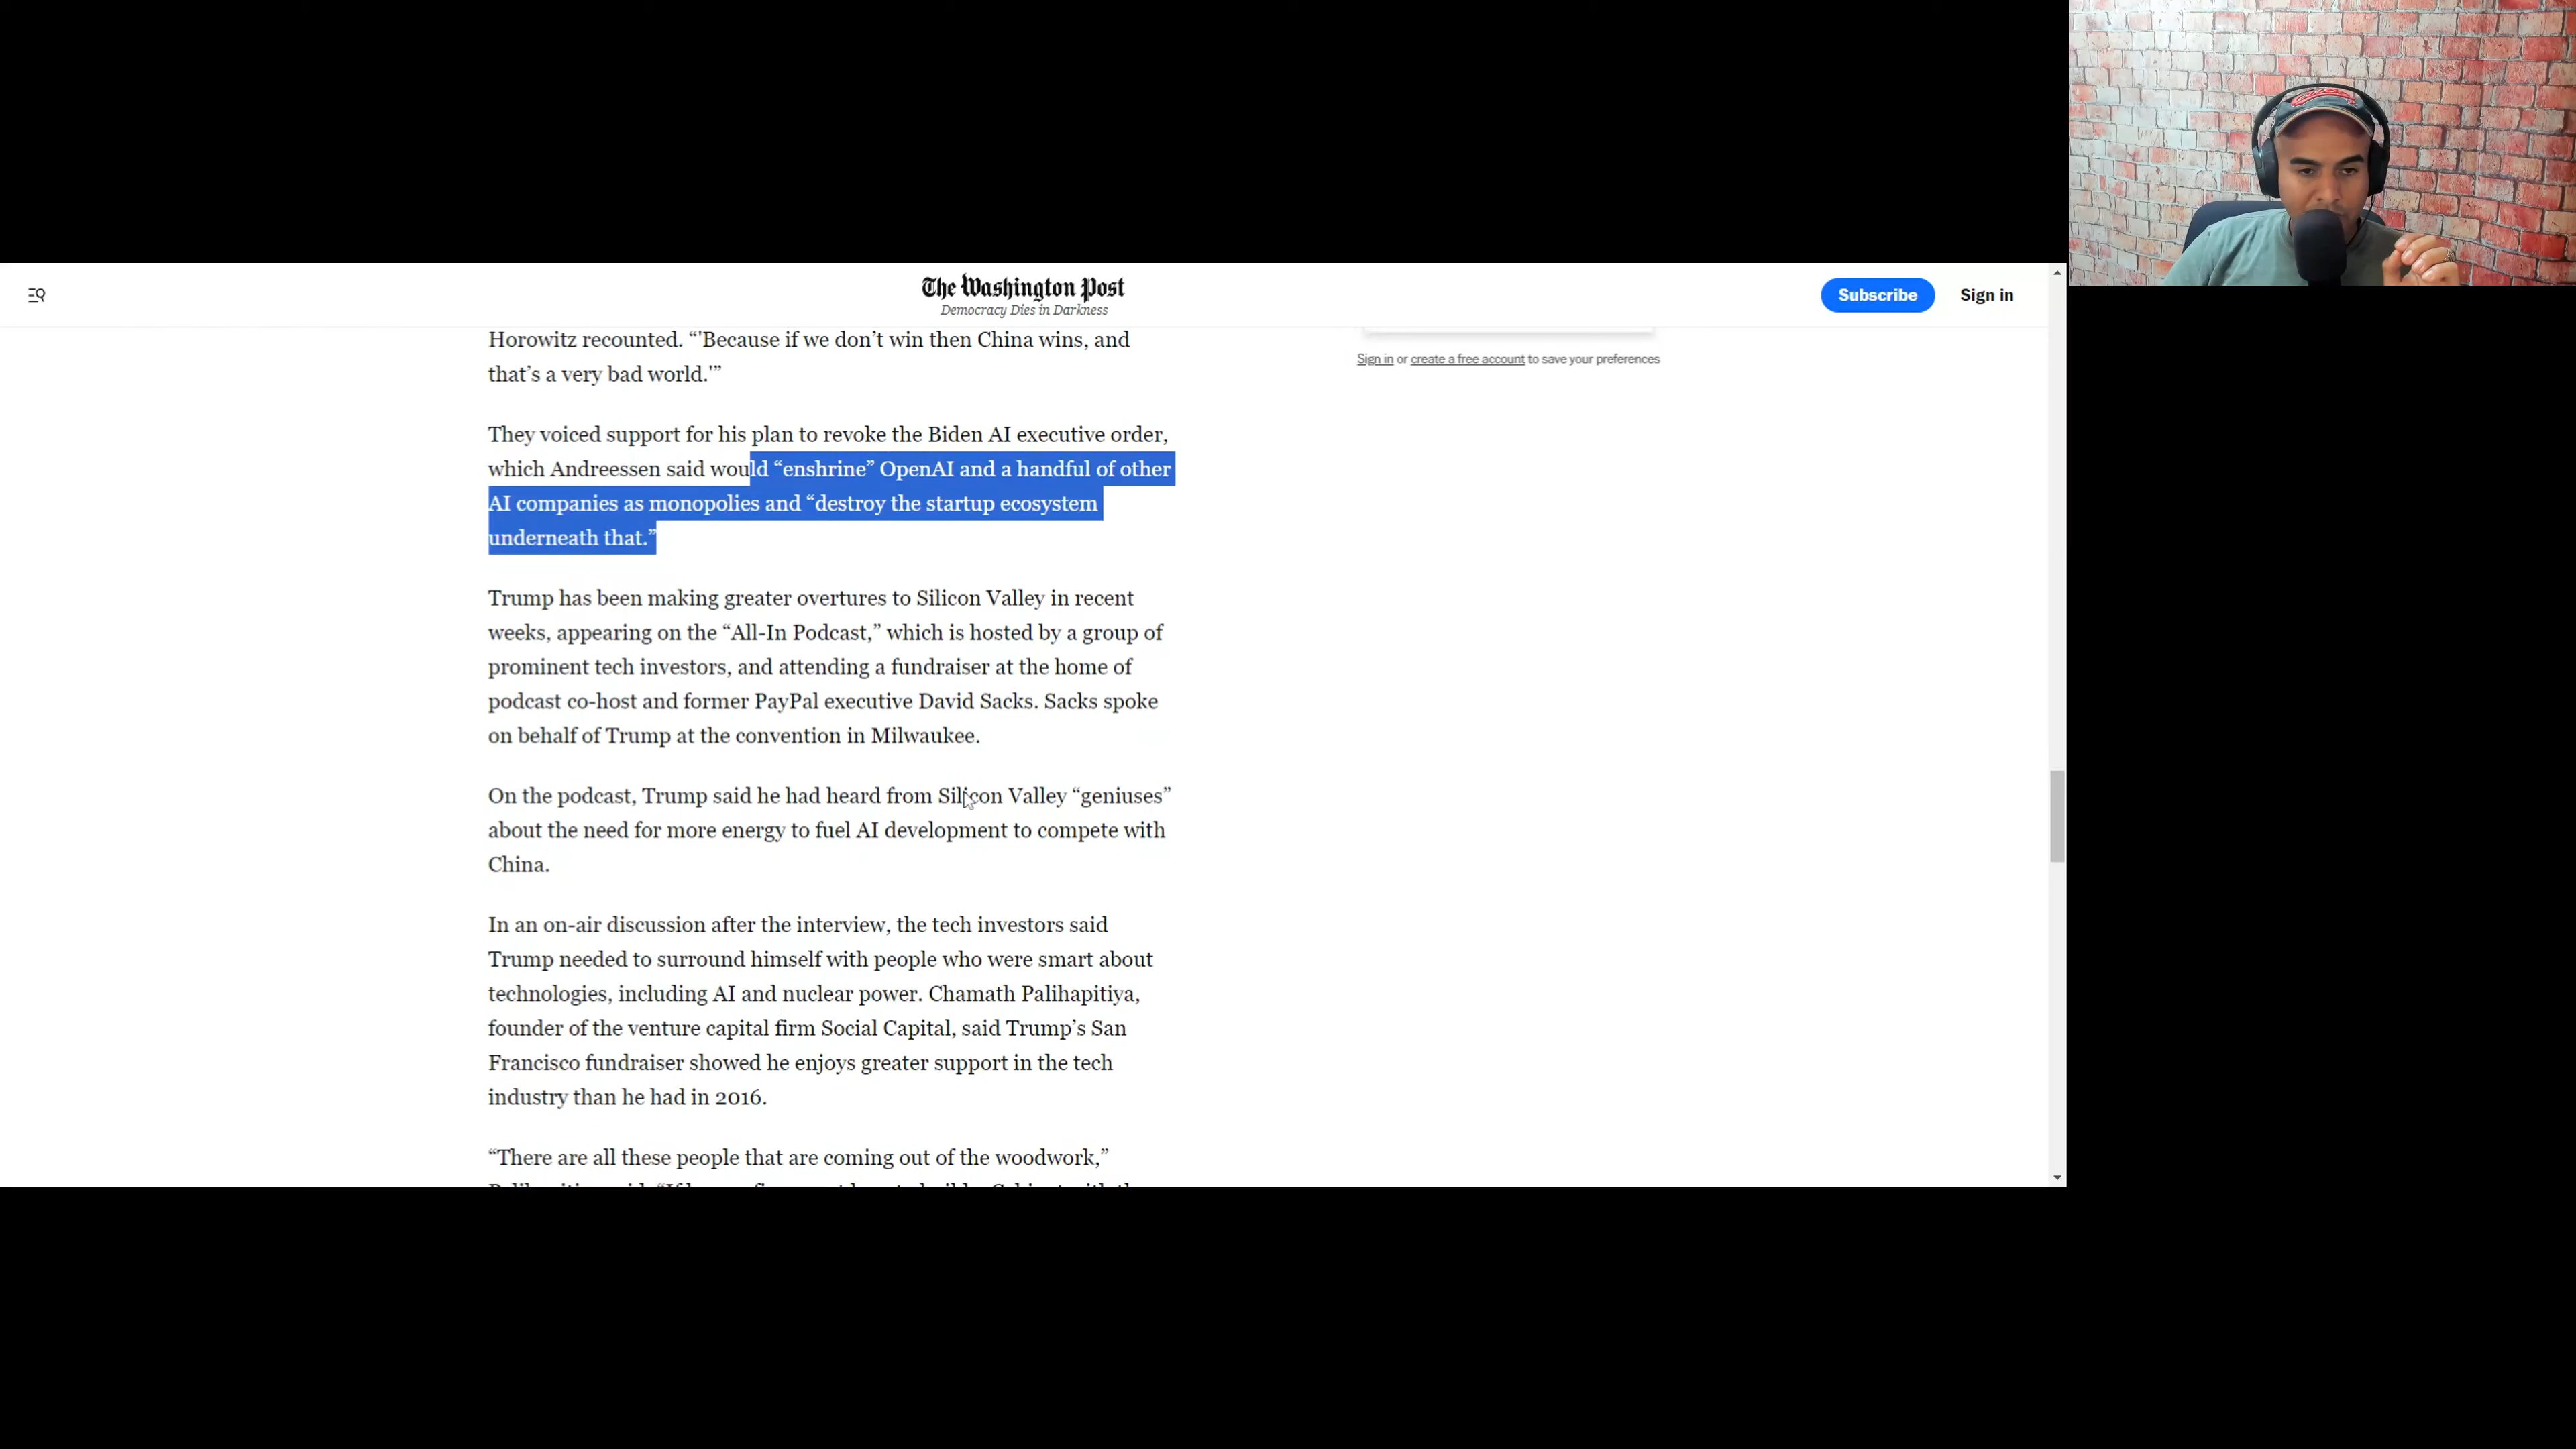 The Washington Post
Democracy Dies in Darkness
Subscribe
Sign in
Horowitz recounted. “'Because if we don’t win then China wins, and
that’s a very bad world.'”
Sign in or create a free account to save your preferences
They voiced support for his plan to revoke the Biden AI executive order,
which Andreessen said would “enshrine” OpenAI and a handful of other
AI companies as monopolies and “destroy the startup ecosystem
underneath that.”
Trump has been making greater overtures to Silicon Valley in recent
weeks, appearing on the “All-In Podcast,” which is hosted by a group of
prominent tech investors, and attending a fundraiser at the home of
podcast co-host and former PayPal executive David Sacks. Sacks spoke
on behalf of Trump at the convention in Milwaukee.
On the podcast, Trump said he had heard from Silicon Valley “geniuses”
about the need for more energy to fuel AI development to compete with
China.
In an on-air discussion after the interview, the tech investors said
Trump needed to surround himself with people who were smart about
technologies, including AI and nuclear power. Chamath Palihapitiya,
founder of the venture capital firm Social Capital, said Trump’s San
Francisco fundraiser showed he enjoys greater support in the tech
industry than he had in 2016.
“There are all these people that are coming out of the woodwork,”